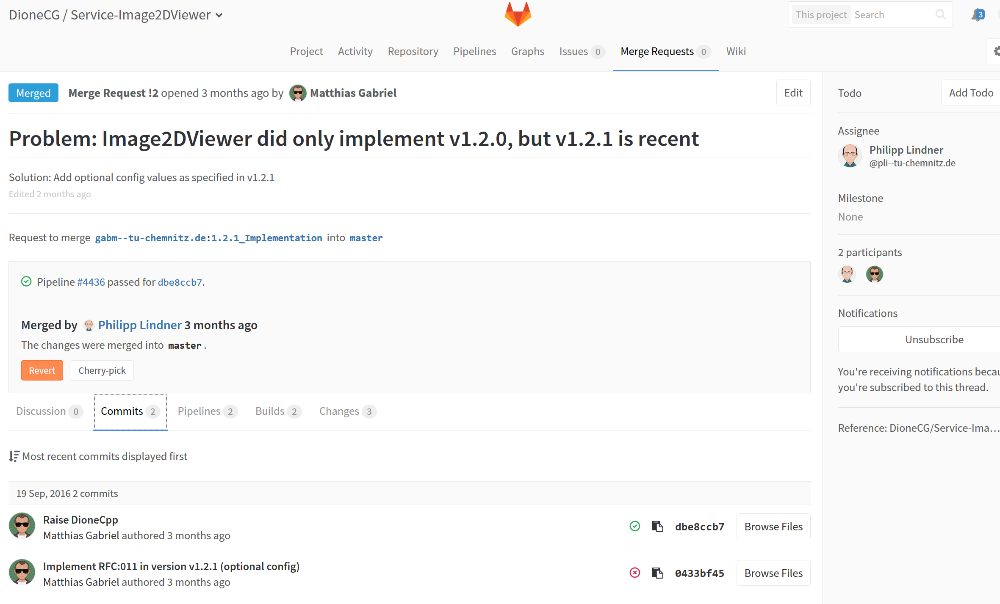 DioneCG / Service-Image2DViewer
This project Search
3
Project Activity Repository Pipelines Graphs Issues 0 Merge Requests 0 Wiki
Merged Merge Request !2 opened 3 months ago by Matthias Gabriel
Edit
Problem: Image2DViewer did only implement v1.2.0, but v1.2.1 is recent
Solution: Add optional config values as specified in v1.2.1
Edited 2 months ago
Request to merge gabm--tu-chemnitz.de:1.2.1_Implementation into master
Pipeline #4436 passed for dbe8ccb7.
Merged by Philipp Lindner 3 months ago
The changes were merged into master .
Revert Cherry-pick
Discussion 0 Commits 2 Pipelines 2 Builds 2 Changes 3
Most recent commits displayed first
19 Sep, 2016 2 commits
Raise DioneCpp
Matthias Gabriel authored 3 months ago
dbe8ccb7 Browse Files
Implement RFC:011 in version v1.2.1 (optional config)
Matthias Gabriel authored 3 months ago
0433bf45 Browse Files
Todo Add Todo
Assignee
Philipp Lindner
@pli--tu-chemnitz.de
Milestone
None
2 participants
Notifications
Unsubscribe
You're receiving notifications becau
you're subscribed to this thread.
Reference: DioneCG/Service-Ima…